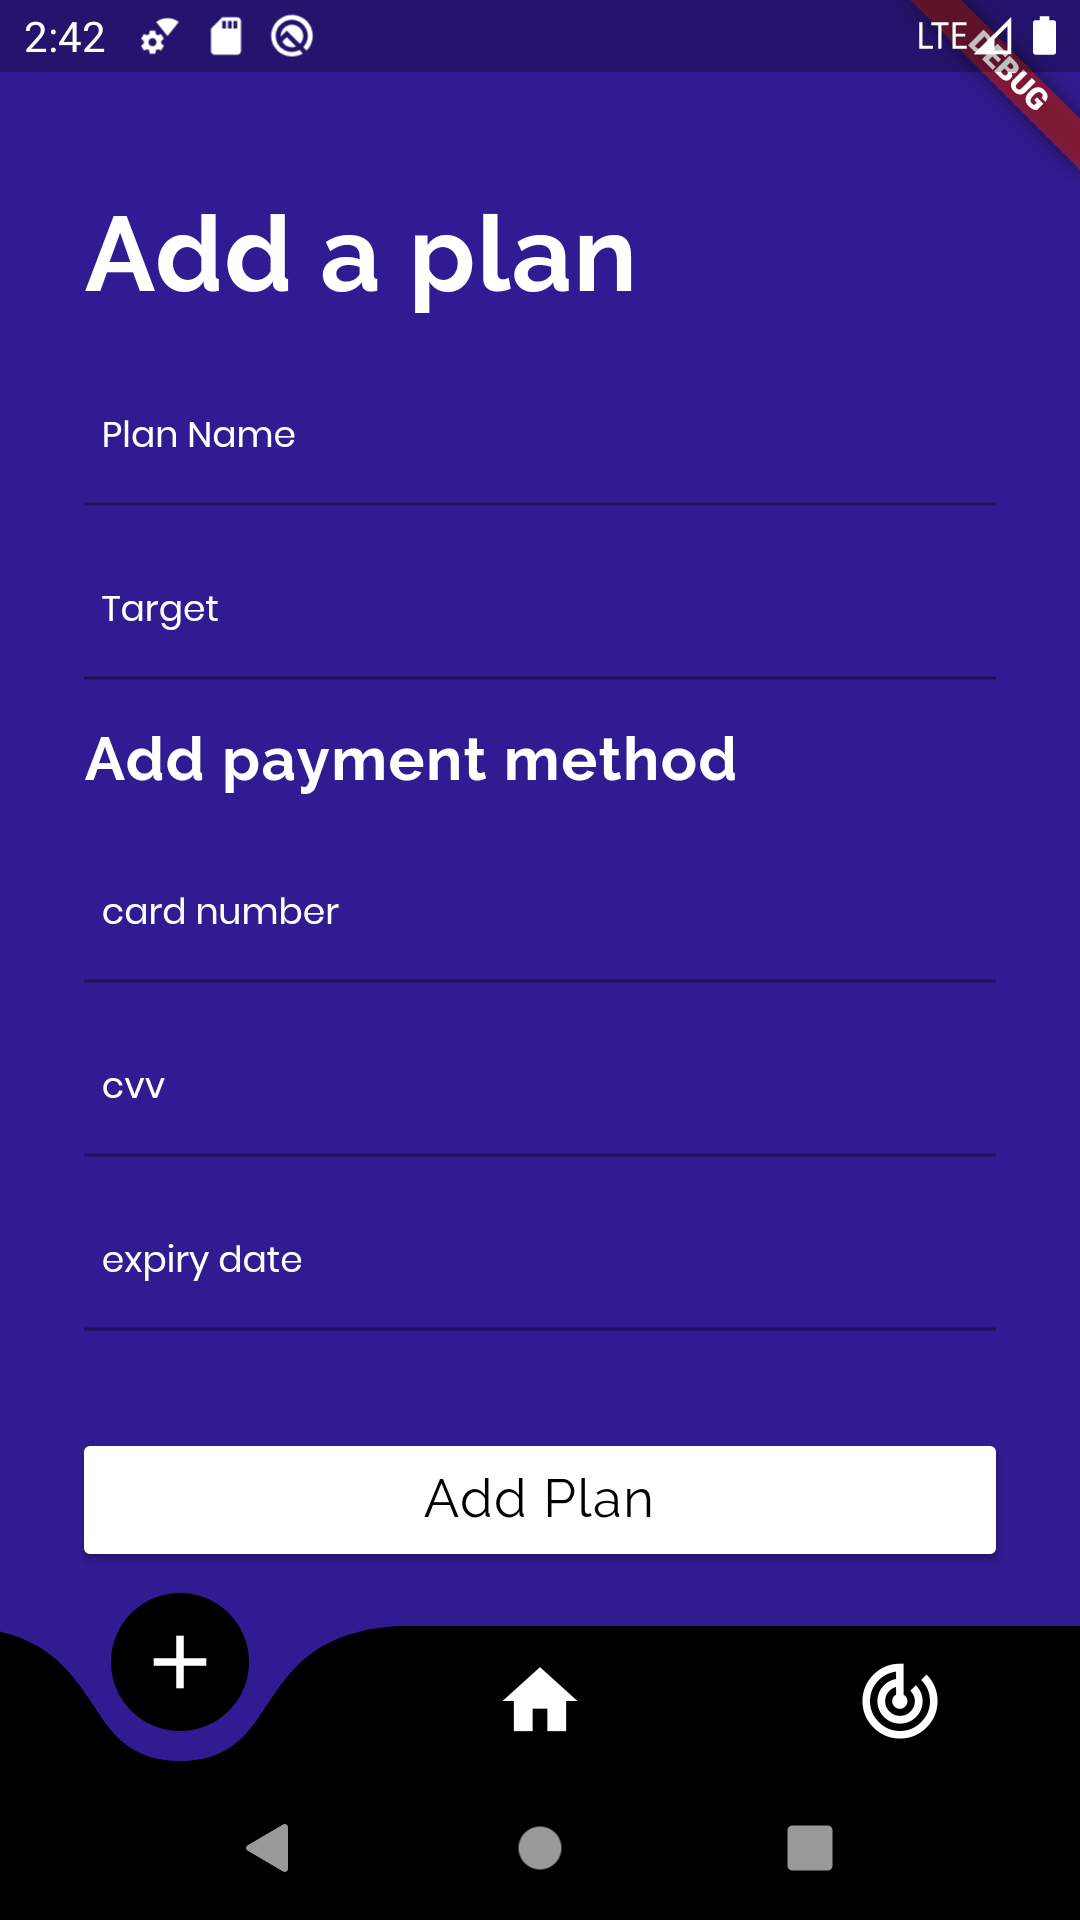 2:42 LTE
DEBUG
Add a plan
Plan Name
Target
Add payment method
card number
cvv
expiry date
Add Plan